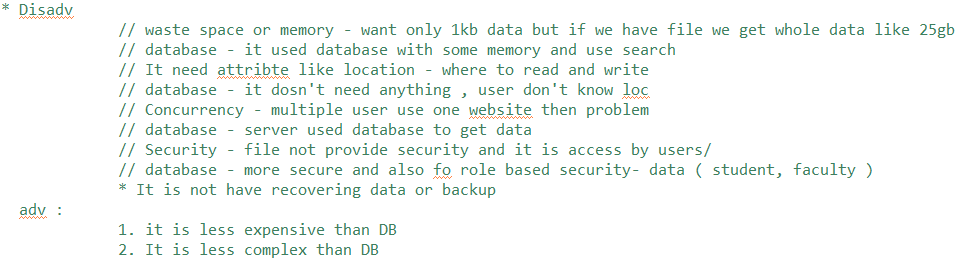 * Disadv
// waste space or memory - want only 1kb data but if we have file we get whole data like 25gb
// database - it used database with some memory and use search
// It need attribte like location - where to read and write
// database - it dosn't need anything , user don't know loc
// Concurrency - multiple user use one website then problem
// database - server used database to get data
// Security - file not provide security and it is access by users/
// database - more secure and also fo role based security- data ( student, faculty )
* It is not have recovering data or backup
adv :
1. it is less expensive than DB
2. It is less complex than DB